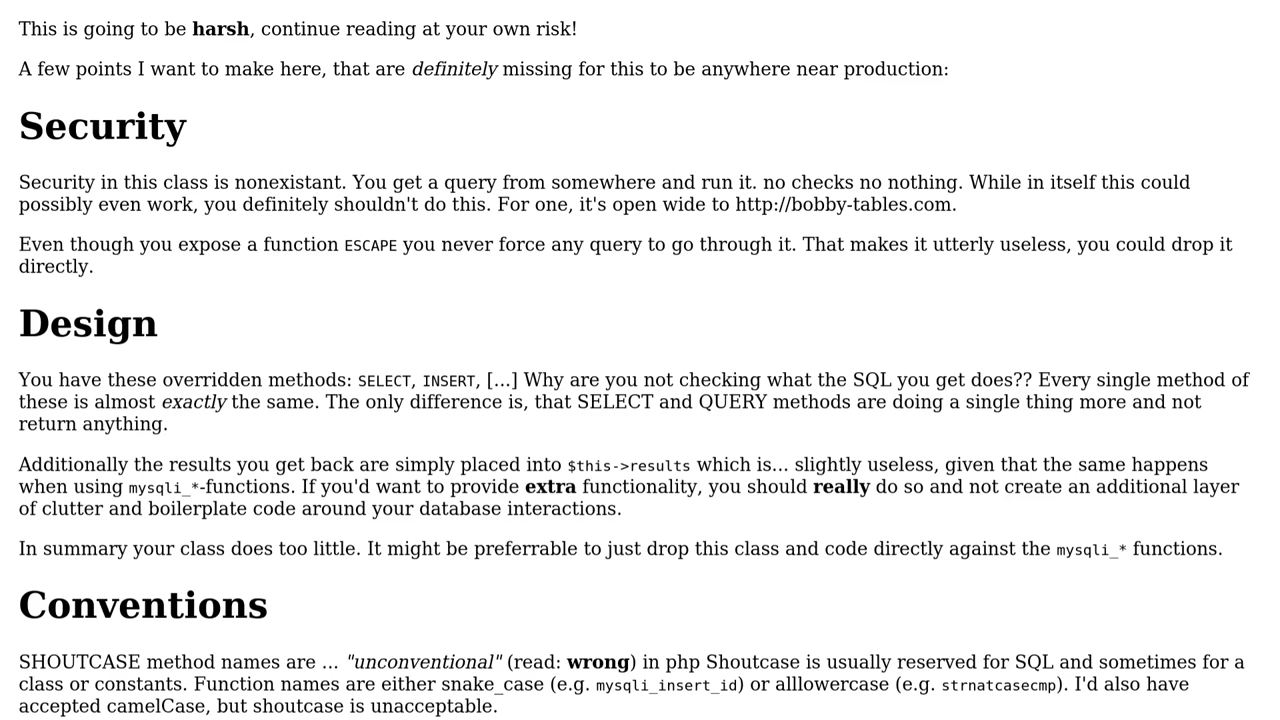 This is going to be harsh, continue reading at your own risk!
A few points I want to make here, that are definitely missing for this to be anywhere near production:
Security
Security in this class is nonexistant. You get a query from somewhere and run it. no checks no nothing. While in itself this could
possibly even work, you definitely shouldn't do this. For one, it's open wide to http://bobby-tables.com.
Even though you expose a function ESCAPE you never force any query to go through it. That makes it utterly useless, you could drop it
directly.
Design
You have these overridden methods: SELECT, INSERT, [...] Why are you not checking what the SQL you get does?? Every single method of
these is almost exactly the same. The only difference is, that SELECT and QUERY methods are doing a single thing more and not
return anything.
Additionally the results you get back are simply placed into $this->results which is... slightly useless, given that the same happens
when using mysqli_*-functions. If you'd want to provide extra functionality, you should really do so and not create an additional layer
of clutter and boilerplate code around your database interactions.
In summary your class does too little. It might be preferrable to just drop this class and code directly against the mysqli_* functions.
Conventions
SHOUTCASE method names are ... "unconventional" (read: wrong) in php Shoutcase is usually reserved for SQL and sometimes for a
class or constants. Function names are either snake_case (e.g. mysqli_insert_id) or alllowercase (e.g. strnatcasecmp). I'd also have
accepted camelCase, but shoutcase is unacceptable.